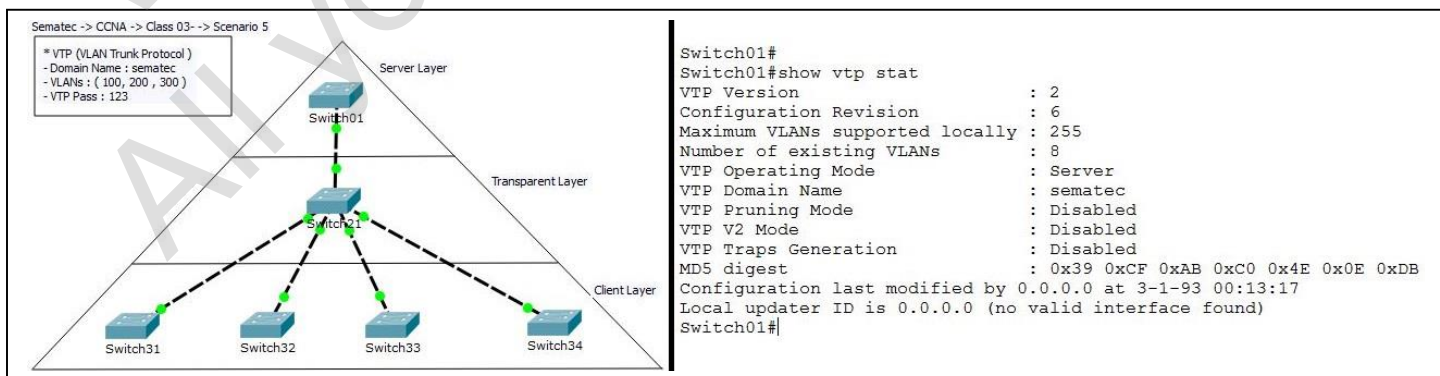 Sematec -> CCNA -> Class 03--> Scenario 5
* VTP (VLAN Trunk Protocol )
- Domain Name : sematec
- VLANs : ( 100, 200 , 300 )
- VTP Pass : 123
Server Layer
Switch01
Transparent Layer
Switch21
Client Layer
Switch31
Switch32
Switch33
Switch34
Switch01#
Switch01#show vtp stat
VTP Version : 2
Configuration Revision : 6
Maximum VLANs supported locally : 255
Number of existing VLANs : 8
VTP Operating Mode : Server
VTP Domain Name : sematec
VTP Pruning Mode : Disabled
VTP V2 Mode : Disabled
VTP Traps Generation : Disabled
MD5 digest : 0x39 0xCF 0xAB 0xC0 0x4E 0x0E 0xDB
Configuration last modified by 0.0.0.0 at 3-1-93 00:13:17
Local updater ID is 0.0.0.0 (no valid interface found)
Switch01#
All